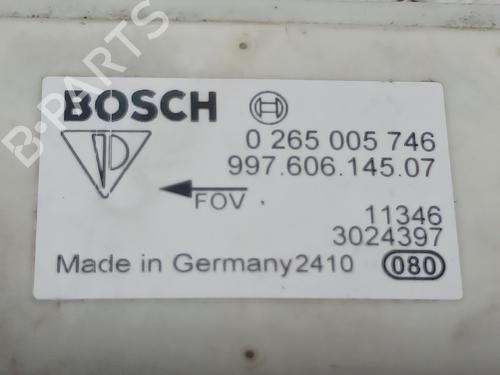 B-PARTS
BOSCH
0 265 005 746
997.606.145.07
FOV
11346
3024397
Made in Germany2410
080